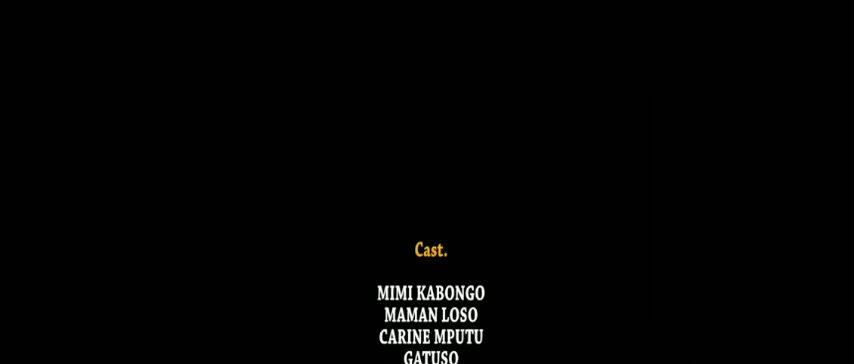 Cast.
MIMI KABONGO
MAMAN LOSO
CARINE MPUTU
GATUSO